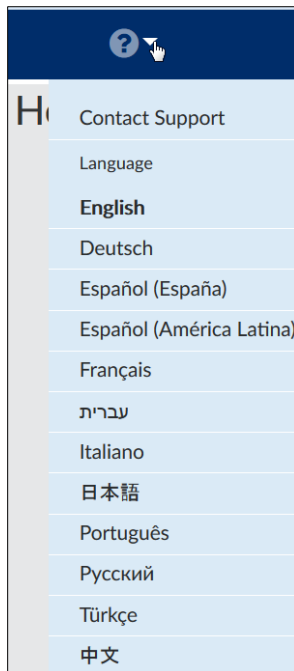 Contact Support
Language
English
Deutsch
Español (España)
Español (América Latina)
Français
עברית
Italiano
日本語
Português
Русский
Türkçe
中文